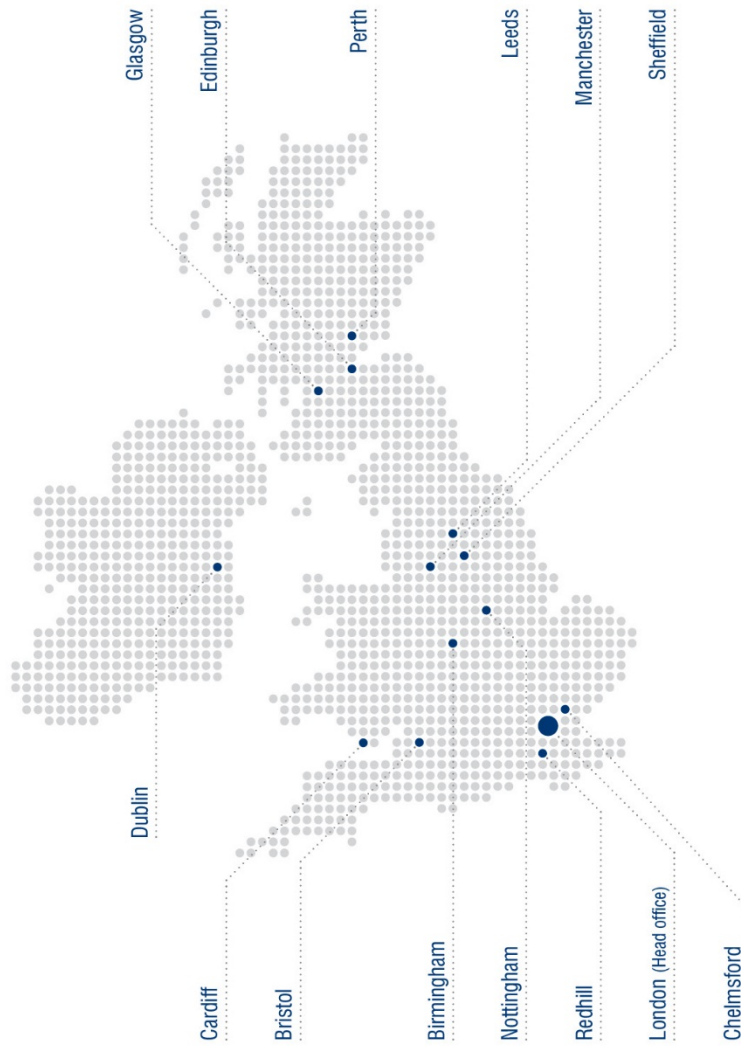 Glasgow
Edinburgh
Perth
Leeds
Manchester
Sheffield
Dublin
Cardiff
Bristol
Birmingham
Nottingham
Redhill
London (Head office)
Chelmsford